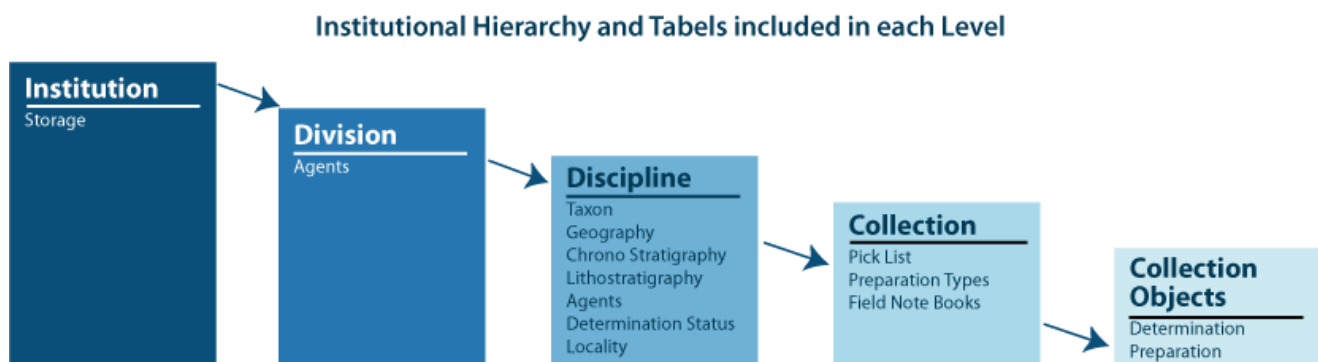 Institutional Hierarchy and Tabels included in each Level
Institution
Storage
Division
Agents
Discipline
Taxon
Geography
Chrono Stratigraphy
Lithostratigraphy
Agents
Determination Status
Locality
Collection
Pick List
Preparation Types
Field Note Books
Collection
Objects
Determination
Preparation